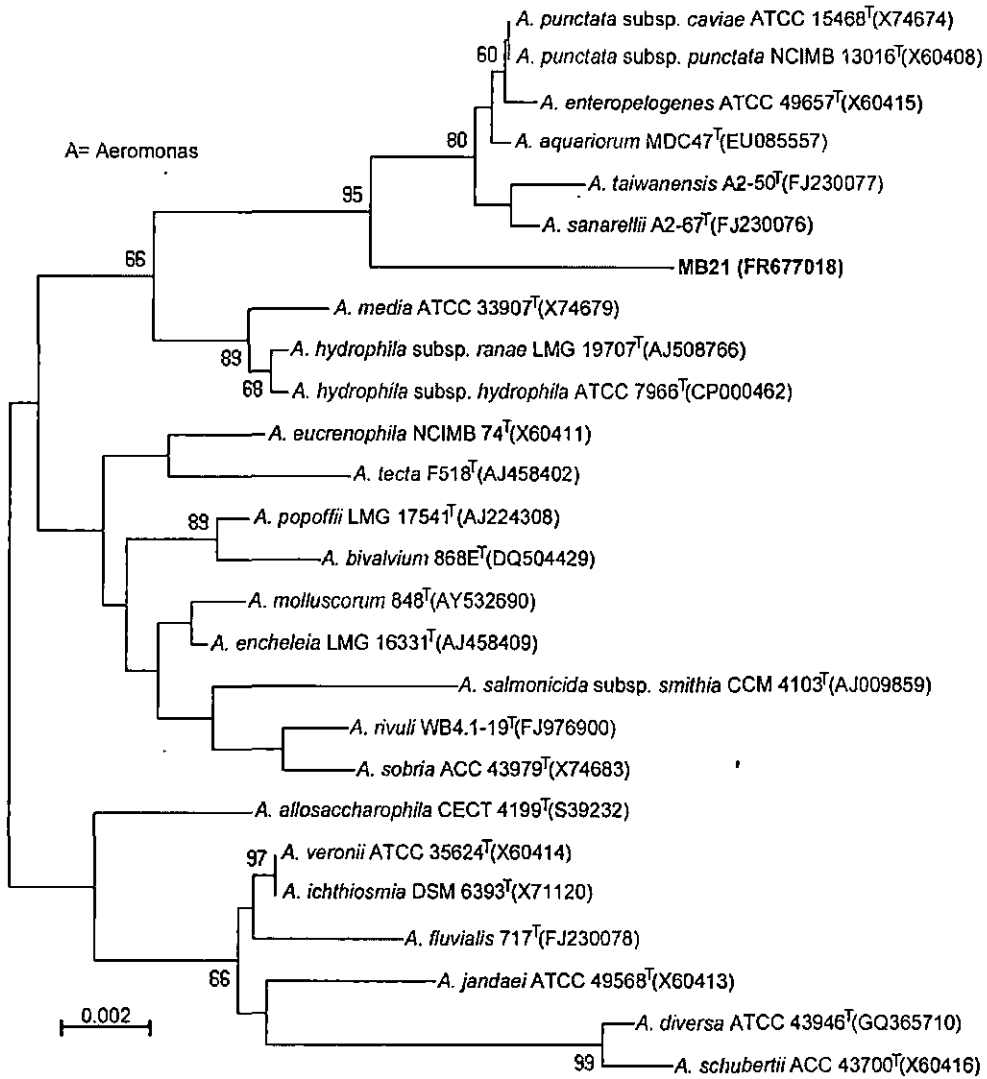 A. punctata subsp. caviae ATCC 15468T(X74674)
60
A. punctata subsp. punctata NCIMB 13016T(X60408)
A. enteropelogenes ATCC 49657T(X60415)
A= Aeromonas
80
A. aquariorum MDC47T(EU085557)
A. taiwanensis A2-50T(FJ230077)
95
A. sanarellii A2-67T(FJ230076)
66
MB21 (FR677018)
A. media ATCC 33907T(X74679)
89
A. hydrophila subsp. ranae LMG 19707T(AJ508766)
68
A. hydrophila subsp. hydrophila ATCC 7966T(CP000462)
A. eucrenophila NCIMB 74T(X60411)
A. tecta F518T(AJ458402)
89
A. popoffii LMG 17541T(AJ224308)
A. bivalvium 868ET(DQ504429)
A. molluscorum 848T(AY532690)
A. encheleia LMG 16331T(AJ458409)
A. salmonicida subsp. smithia CCM 4103T(AJ009859)
A. rivuli WB4.1-19T(FJ976900)
A. sobria ACC 43979T(X74683)
A. allosaccharophila CECT 4199T(S39232)
97
A. veronii ATCC 35624T(X60414)
A. ichthiosmia DSM 6393T(X71120)
A. fluvialis 717T(FJ230078)
66
A. jandaei ATCC 49568T(X60413)
0.002
A. diversa ATCC 43946T(GQ365710)
99
A. schubertii ACC 43700T(X60416)